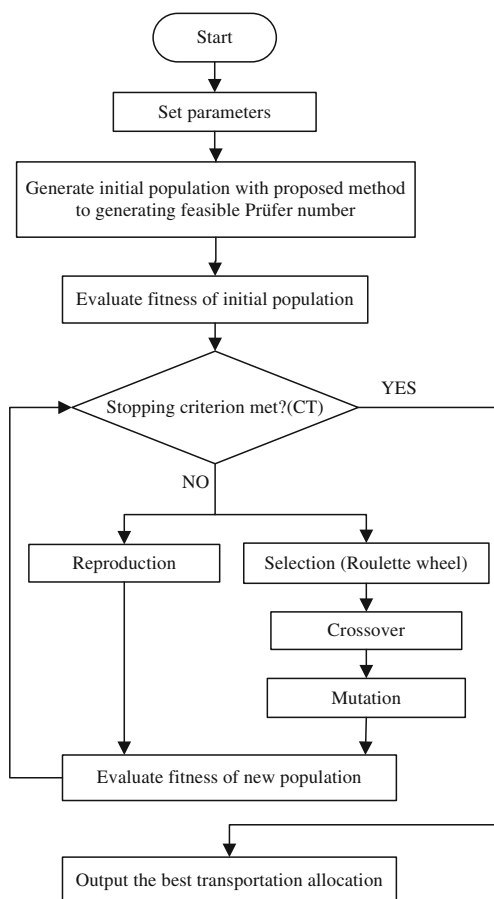 Start
Set parameters
Generate initial population with proposed method
to generating feasible Prüfer number
Evaluate fitness of initial population
Stopping criterion met?(CT)
YES
NO
Reproduction
Selection (Roulette wheel)
Crossover
Mutation
Evaluate fitness of new population
Output the best transportation allocation